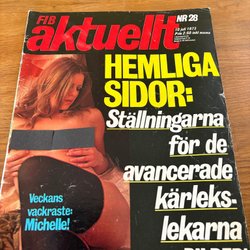 FIB
aktuellt
NR 28
HEMLIGA
SIDOR:
Ställningarna
för de
avancerade
kärleks-
lekarna
Veckans
vackraste:
Michelle!